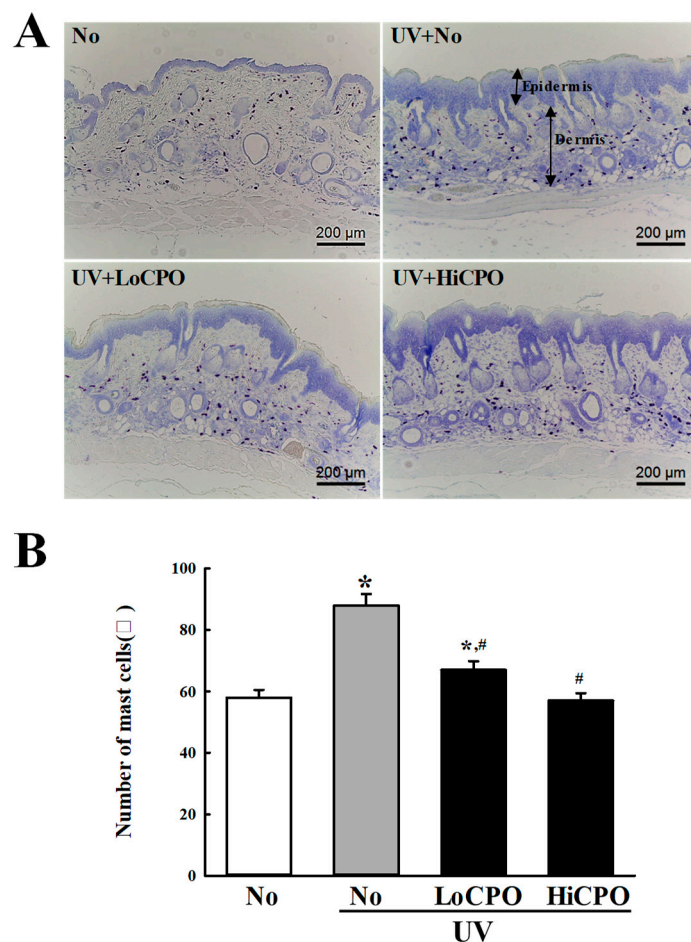 A
No
UV+No
Epidermis
Dermis
200 µm
200 µm
UV+LoCPO
UV+HiCPO
200 µm
200 µm
B
Number of mast cells(□ )
100
80
60
40
20
0
*
*,#
#
No
No
LoCPO
HiCPO
UV